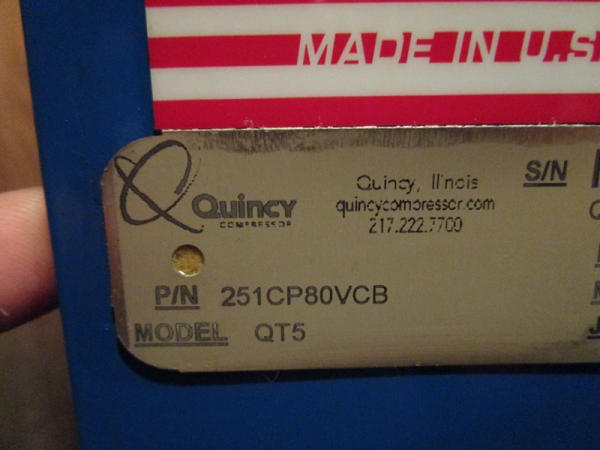 MADE IN U.S
Quincy
COMPRESSOR
Quincy, Illinois
quincycompressor.com
217.222.7700
S/N
P/N 251CP80VCB
MODEL QT5